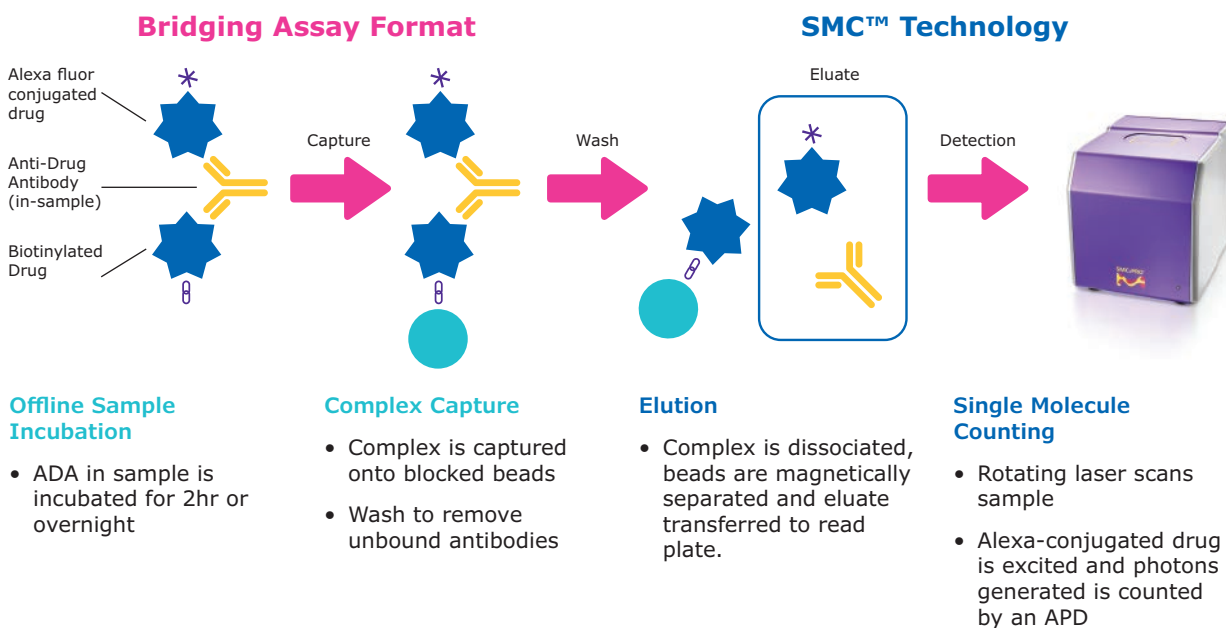 Bridging Assay Format
SMC™ Technology
Alexa fluor
conjugated
drug
Anti-Drug
Antibody
(in-sample)
Biotinylated
Drug
Capture
Wash
Eluate
Detection
SMC PRO
Offline Sample
Incubation
• ADA in sample is
incubated for 2hr or
overnight
Complex Capture
• Complex is captured
onto blocked beads
• Wash to remove
unbound antibodies
Elution
• Complex is dissociated,
beads are magnetically
separated and eluate
transferred to read
plate.
Single Molecule
Counting
• Rotating laser scans
sample
• Alexa-conjugated drug
is excited and photons
generated is counted
by an APD